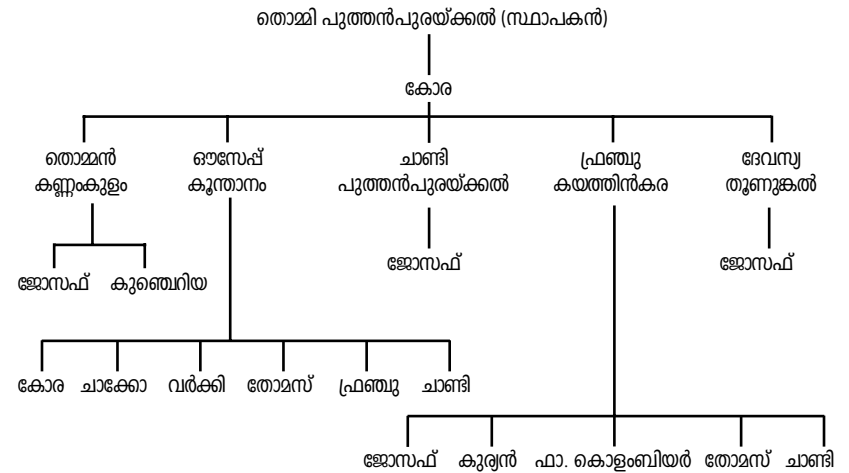 തൊമ്മി പുത്തൻപുരയ്ക്കൽ (സ്ഥാപകൻ)
കോര
തൊമ്മൻ ഔസേപ്പ് ചാണ്ടി ഫ്രഞ്ചു ദേവസ്യ
കണ്ണംകുളം കൂന്താനം പുത്തൻപുരയ്ക്കൽ കയത്തിൻകര തൂണുങ്കൽ
ജോസഫ് ജോസഫ്
ജോസഫ് കുഞ്ചെറിയ
കോര ചാക്കോ വർക്കി തോമസ് ഫ്രഞ്ചു ചാണ്ടി
ജോസഫ് കുര്യൻ ഫാ. കൊളംബിയർ തോമസ് ചാണ്ടി